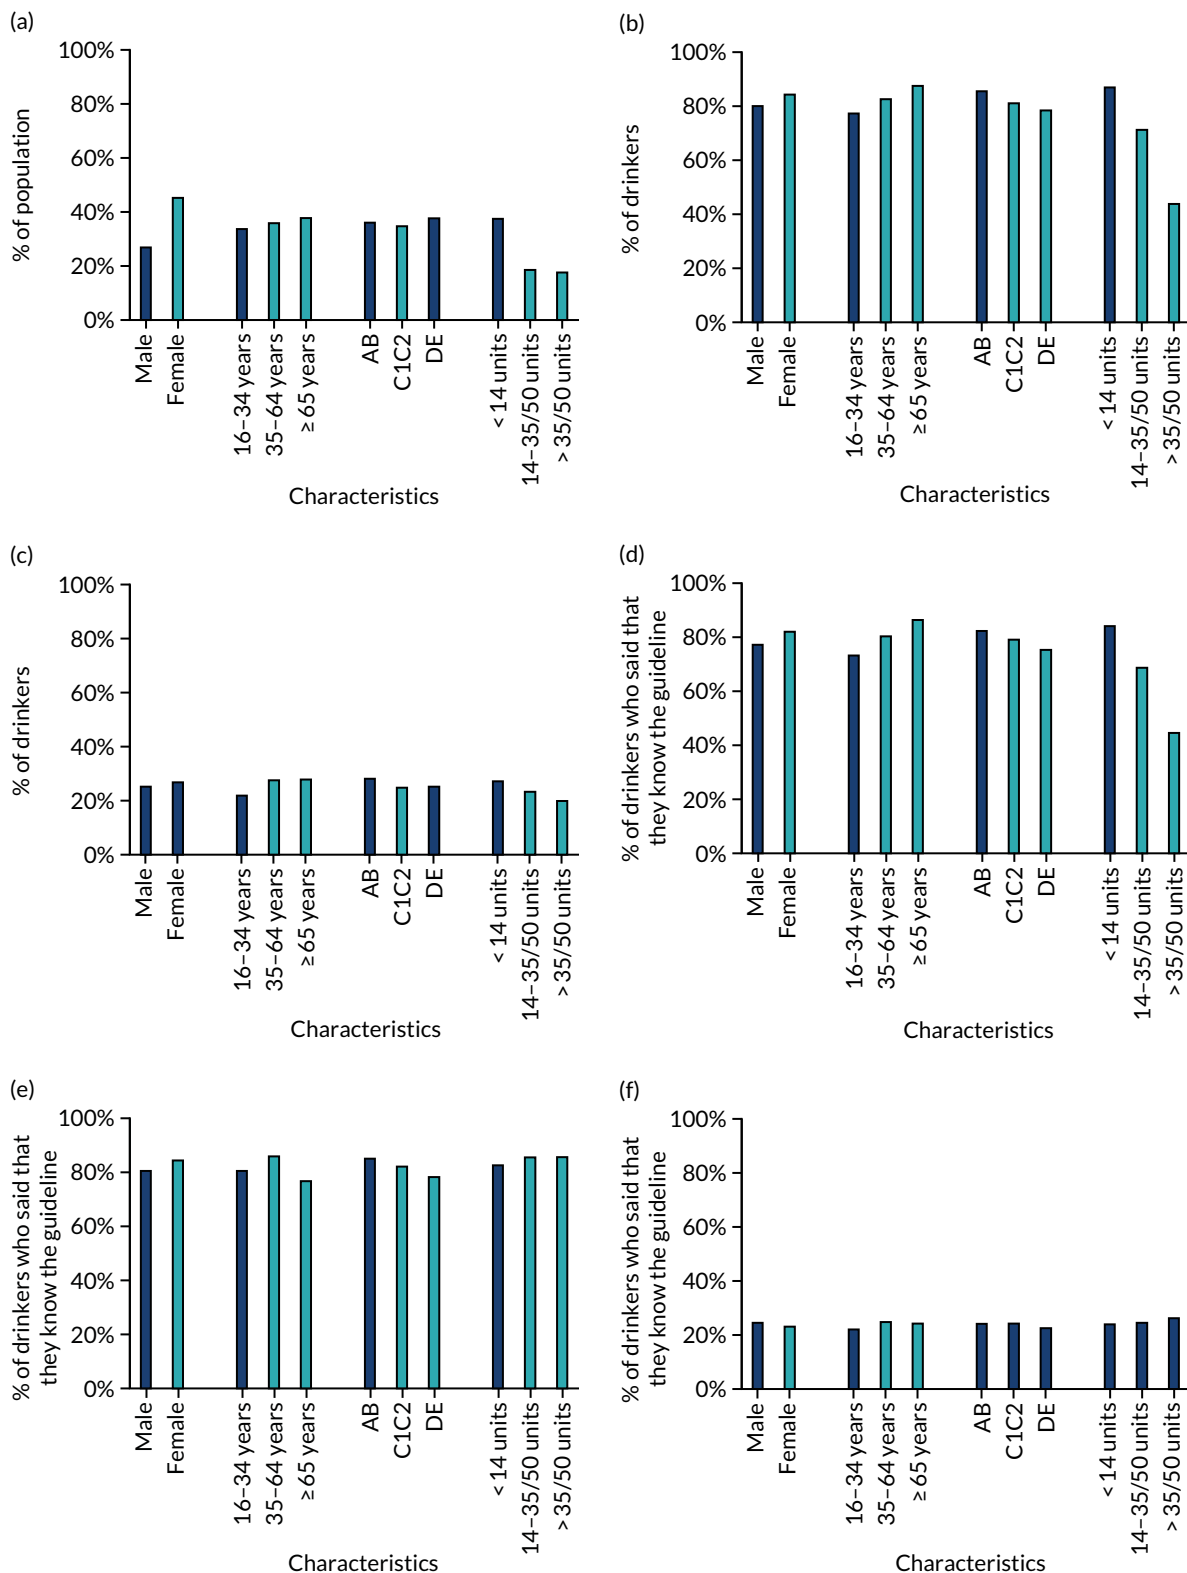 (a)
100%
80%
60%
40%
20%
0%
% of population
Male
Female
16–34 years
35–64 years
≥ 65 years
AB
C1C2
DE
< 14 units
14–35/50 units
> 35/50 units
Characteristics
(b)
100%
80%
60%
40%
20%
0%
% of drinkers
Male
Female
16–34 years
35–64 years
≥ 65 years
AB
C1C2
DE
< 14 units
14–35/50 units
> 35/50 units
Characteristics
(c)
100%
80%
60%
40%
20%
0%
% of drinkers
Male
Female
16–34 years
35–64 years
≥ 65 years
AB
C1C2
DE
< 14 units
14–35/50 units
> 35/50 units
Characteristics
(d)
100%
80%
60%
40%
20%
0%
% of drinkers who said that
they know the guideline
Male
Female
16–34 years
35–64 years
≥ 65 years
AB
C1C2
DE
< 14 units
14–35/50 units
> 35/50 units
Characteristics
(e)
100%
80%
60%
40%
20%
0%
% of drinkers who said that
they know the guideline
Male
Female
16–34 years
35–64 years
≥ 65 years
AB
C1C2
DE
< 14 units
14–35/50 units
> 35/50 units
Characteristics
(f)
100%
80%
60%
40%
20%
0%
% of drinkers who said that
they know the guideline
Male
Female
16–34 years
35–64 years
≥ 65 years
AB
C1C2
DE
< 14 units
14–35/50 units
> 35/50 units
Characteristics